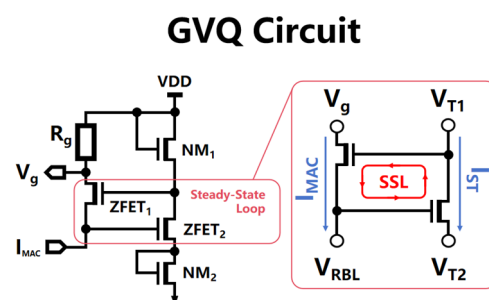 GVQ Circuit
VDD
Rg
NM1
Vg
Steady-State
Loop
ZFET1
ZFET2
IMAC
NM2
Vg
VT1
IMAC
SSL
IST
VRBL
VT2